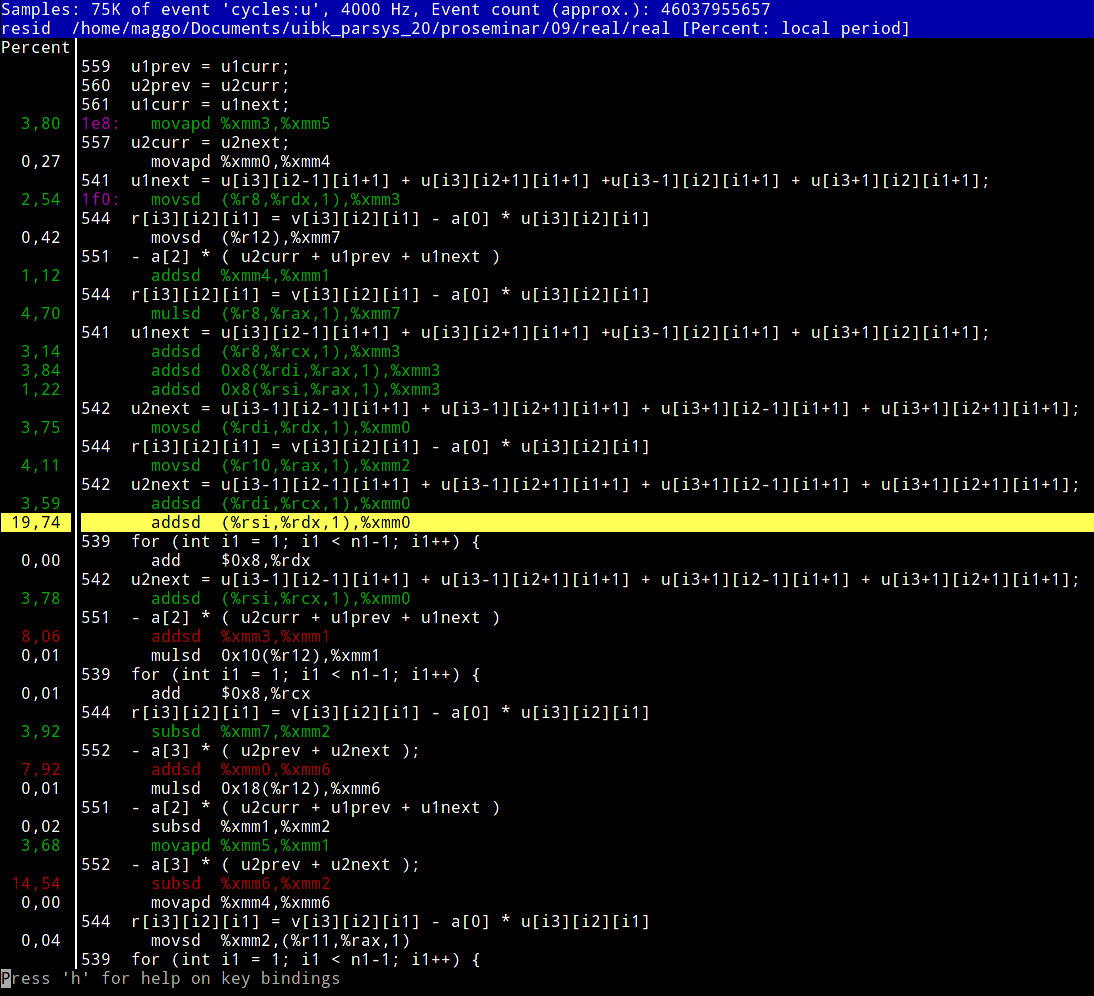 Samples: 75K of event 'cycles:u', 4000 Hz, Event count (approx.): 46037955657
resid  /home/maggo/Documents/uibk_parsys_20/proseminar/09/real/real [Percent: local period]
Percent
559  u1prev = u1curr;
560  u2prev = u2curr;
561  u1curr = u1next;
3,80  1e8:   movapd %xmm3,%xmm5
557  u2curr = u2next;
0,27         movapd %xmm0,%xmm4
541  u1next = u[i3][i2-1][i1+1] + u[i3][i2+1][i1+1] +u[i3-1][i2][i1+1] + u[i3+1][i2][i1+1];
2,54  1f0:   movsd  (%r8,%rdx,1),%xmm3
544  r[i3][i2][i1] = v[i3][i2][i1] - a[0] * u[i3][i2][i1]
0,42         movsd  (%r12),%xmm7
551  - a[2] * ( u2curr + u1prev + u1next )
1,12         addsd  %xmm4,%xmm1
544  r[i3][i2][i1] = v[i3][i2][i1] - a[0] * u[i3][i2][i1]
4,70         mulsd  (%r8,%rax,1),%xmm7
541  u1next = u[i3][i2-1][i1+1] + u[i3][i2+1][i1+1] +u[i3-1][i2][i1+1] + u[i3+1][i2][i1+1];
3,14         addsd  (%r8,%rcx,1),%xmm3
3,84         addsd  0x8(%rdi,%rax,1),%xmm3
1,22         addsd  0x8(%rsi,%rax,1),%xmm3
542  u2next = u[i3-1][i2-1][i1+1] + u[i3-1][i2+1][i1+1] + u[i3+1][i2-1][i1+1] + u[i3+1][i2+1][i1+1];
3,75         movsd  (%rdi,%rdx,1),%xmm0
544  r[i3][i2][i1] = v[i3][i2][i1] - a[0] * u[i3][i2][i1]
4,11         movsd  (%r10,%rax,1),%xmm2
542  u2next = u[i3-1][i2-1][i1+1] + u[i3-1][i2+1][i1+1] + u[i3+1][i2-1][i1+1] + u[i3+1][i2+1][i1+1];
3,59         addsd  (%rdi,%rcx,1),%xmm0
19,74        addsd  (%rsi,%rdx,1),%xmm0
539  for (int i1 = 1; i1 < n1-1; i1++) {
0,00         add    $0x8,%rdx
542  u2next = u[i3-1][i2-1][i1+1] + u[i3-1][i2+1][i1+1] + u[i3+1][i2-1][i1+1] + u[i3+1][i2+1][i1+1];
3,78         addsd  (%rsi,%rcx,1),%xmm0
551  - a[2] * ( u2curr + u1prev + u1next )
8,06         addsd  %xmm3,%xmm1
0,01         mulsd  0x10(%r12),%xmm1
539  for (int i1 = 1; i1 < n1-1; i1++) {
0,01         add    $0x8,%rcx
544  r[i3][i2][i1] = v[i3][i2][i1] - a[0] * u[i3][i2][i1]
3,92         subsd  %xmm7,%xmm2
552  - a[3] * ( u2prev + u2next );
7,92         addsd  %xmm0,%xmm6
0,01         mulsd  0x18(%r12),%xmm6
551  - a[2] * ( u2curr + u1prev + u1next )
0,02         subsd  %xmm1,%xmm2
3,68         movapd %xmm5,%xmm1
552  - a[3] * ( u2prev + u2next );
14,54        subsd  %xmm6,%xmm2
0,00         movapd %xmm4,%xmm6
544  r[i3][i2][i1] = v[i3][i2][i1] - a[0] * u[i3][i2][i1]
0,04         movsd  %xmm2,(%r11,%rax,1)
539  for (int i1 = 1; i1 < n1-1; i1++) {
Press 'h' for help on key bindings